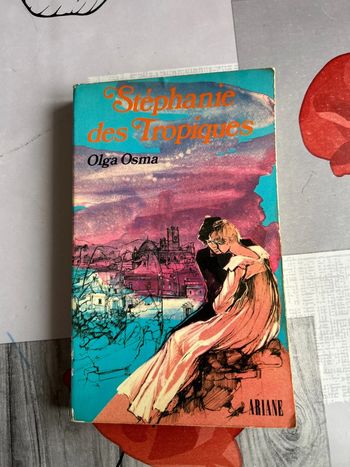 Stéphanie
des Tropiques
Olga Osma
ARIANE